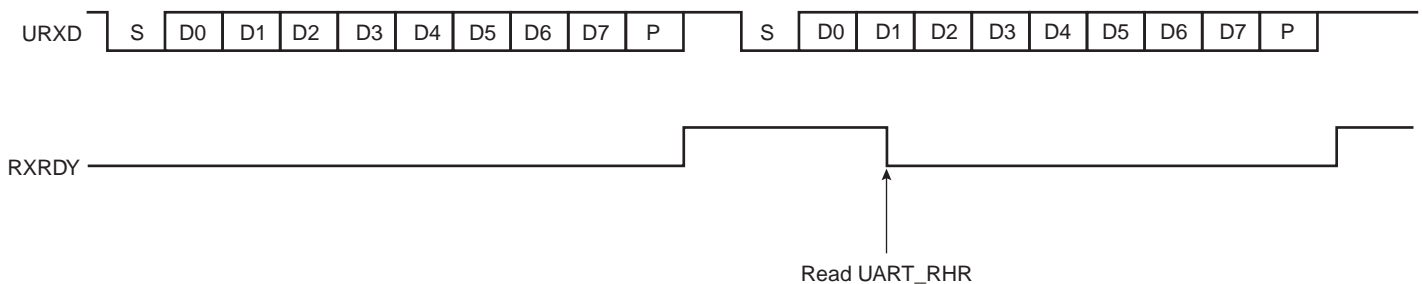 URXD S D0 D1 D2 D3 D4 D5 D6 D7 P S D0 D1 D2 D3 D4 D5 D6 D7 P
RXRDY
Read UART_RHR